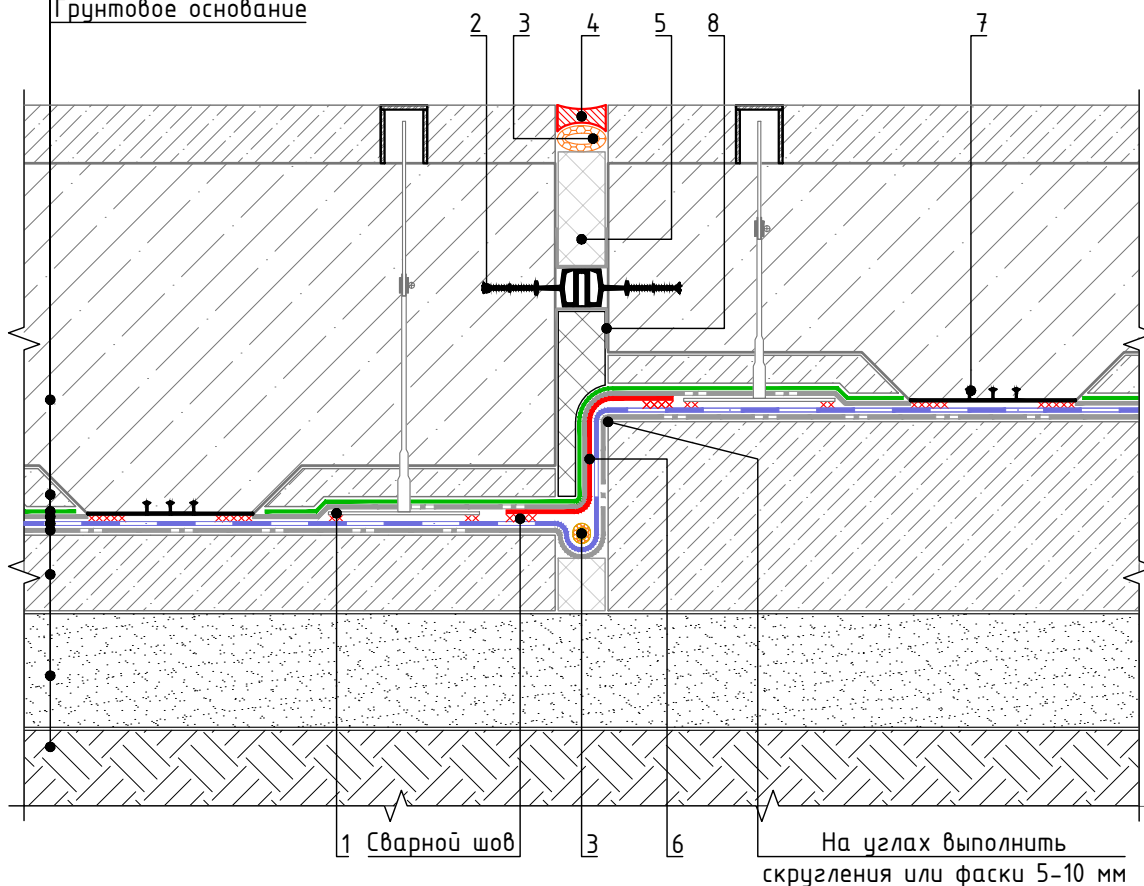 Грунтовое основание
2 3 4 5 8 7
1 Сварной шов 3 6 На углах выполнить
скругления или фаски 5-10 мм